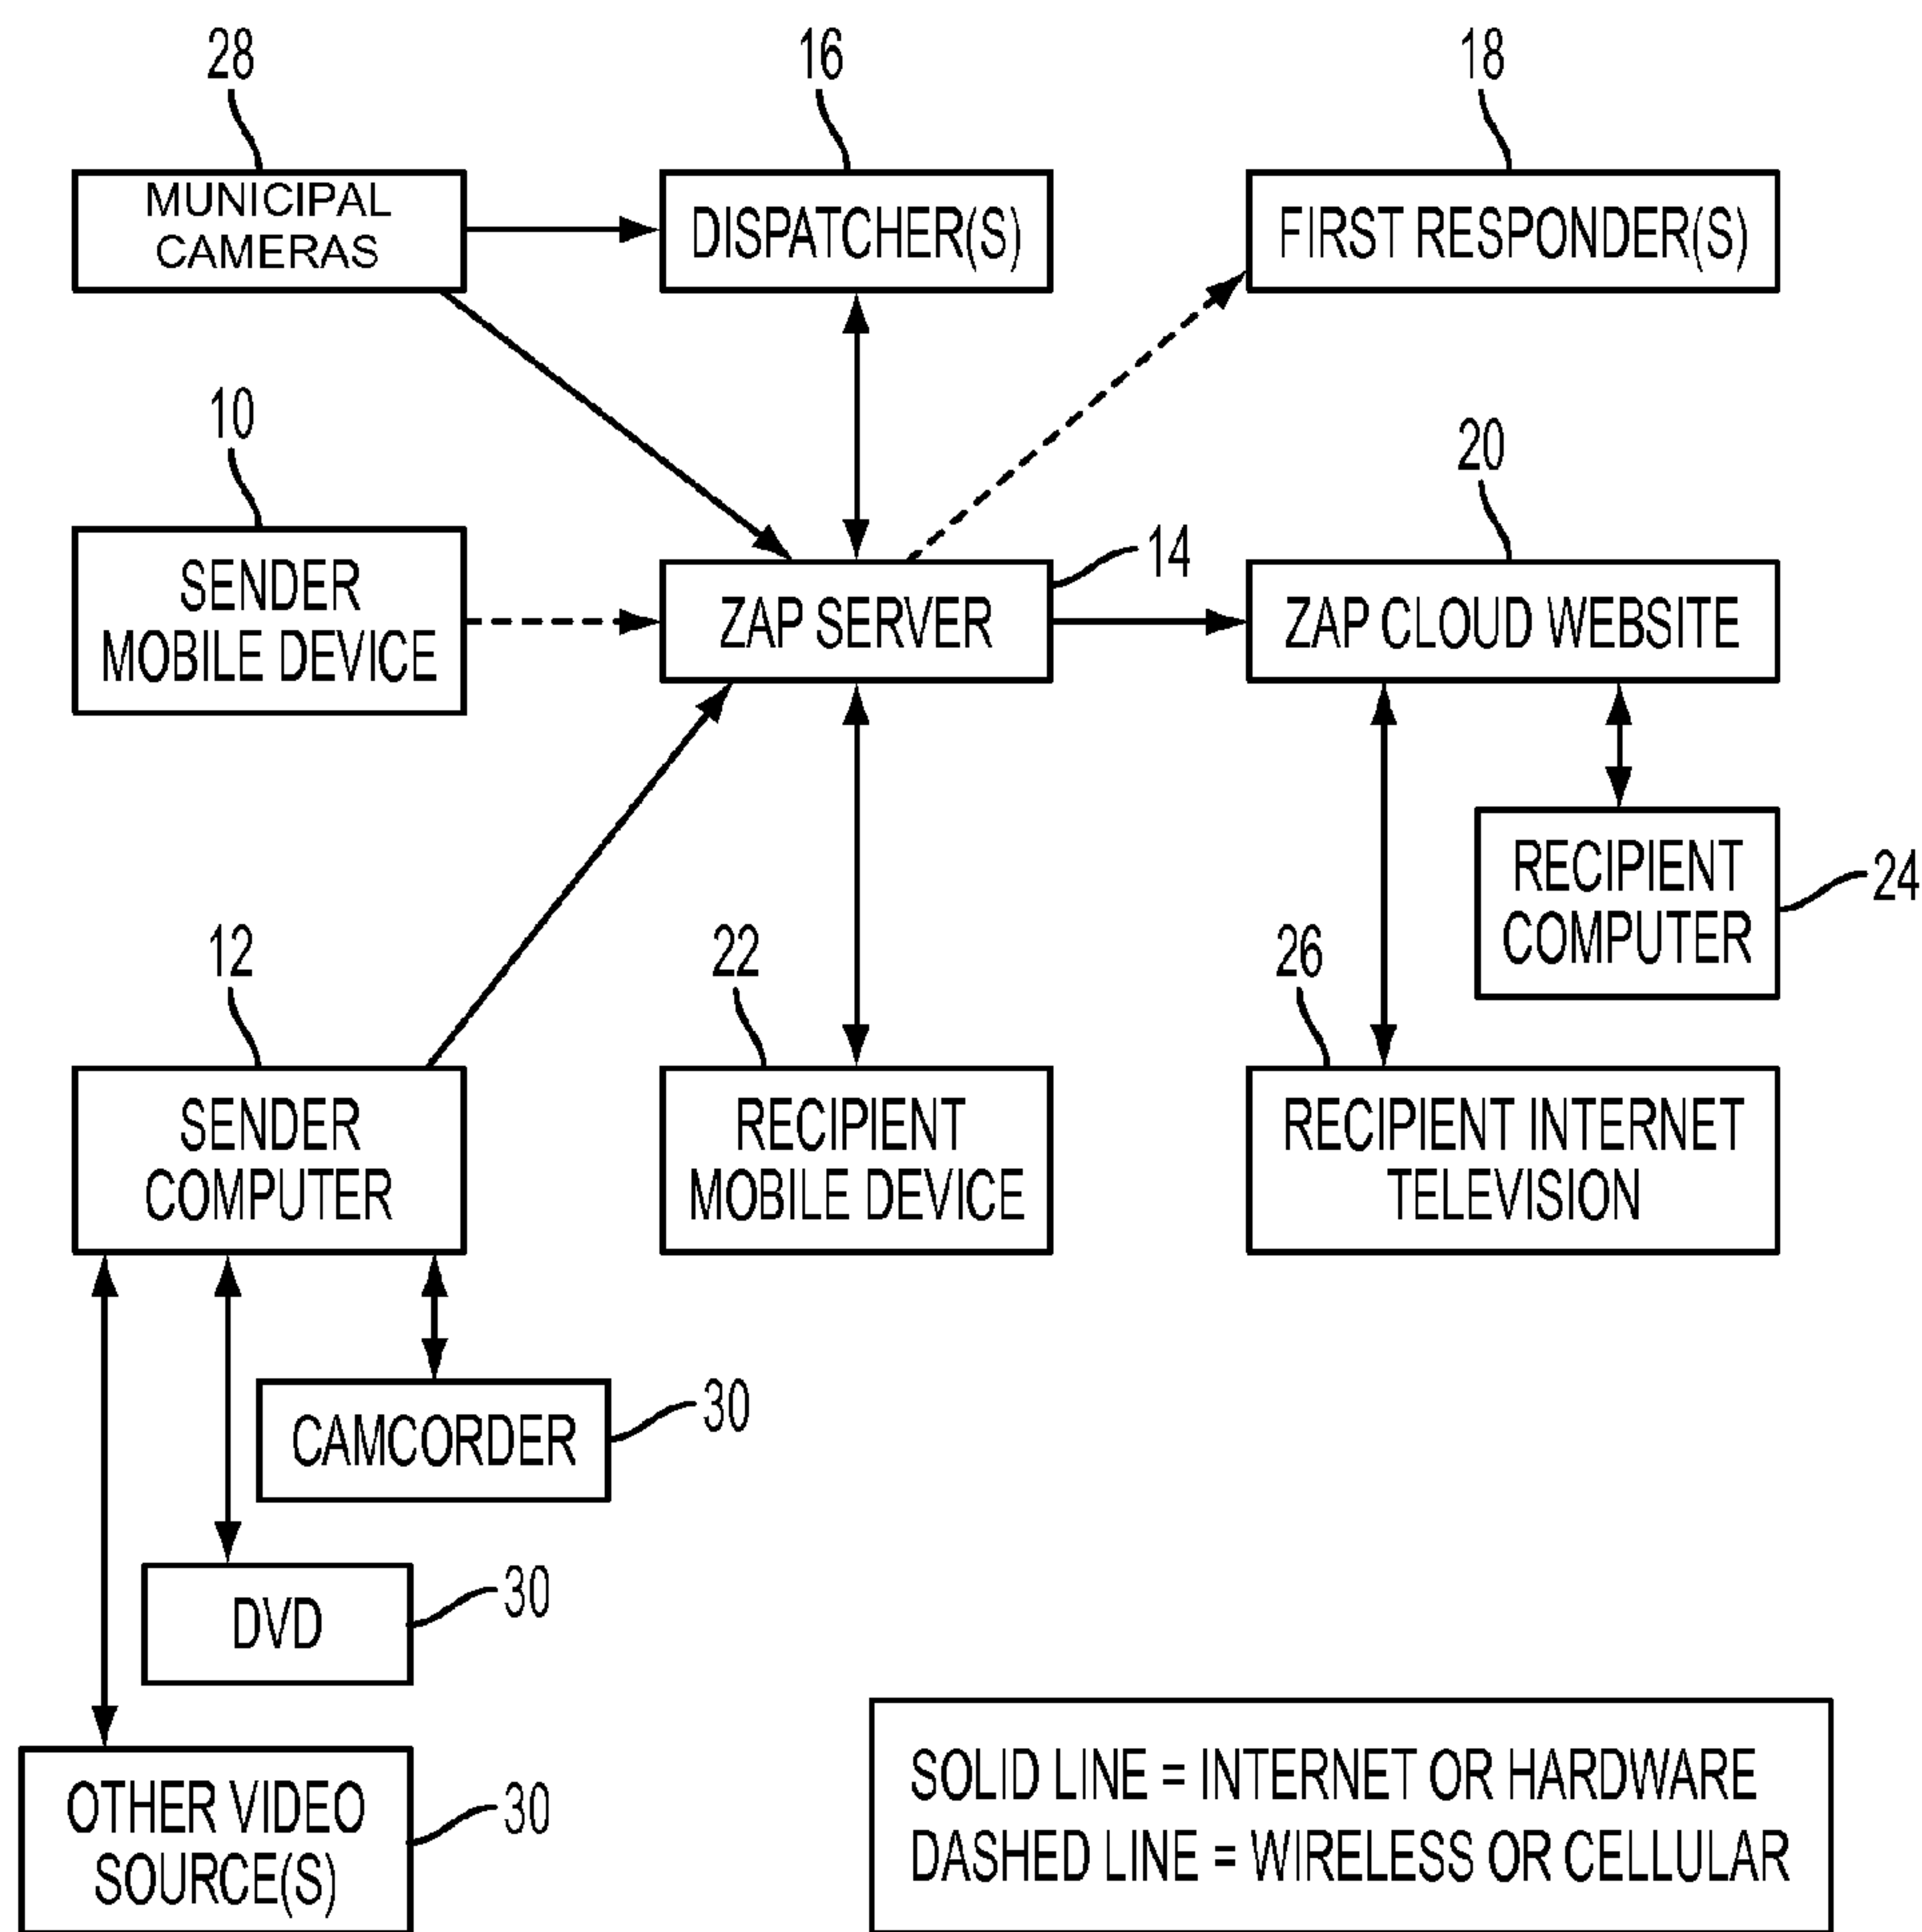 28
16
18
MUNICIPAL
CAMERAS
DISPATCHER(S)
FIRST RESPONDER(S)
10
20
14
SENDER
MOBILE DEVICE
ZAP SERVER
ZAP CLOUD WEBSITE
RECIPIENT
COMPUTER
24
12
22
26
SENDER
COMPUTER
RECIPIENT
MOBILE DEVICE
RECIPIENT INTERNET
TELEVISION
CAMCORDER
30
DVD
30
OTHER VIDEO
SOURCE(S)
30
SOLID LINE = INTERNET OR HARDWARE
DASHED LINE = WIRELESS OR CELLULAR